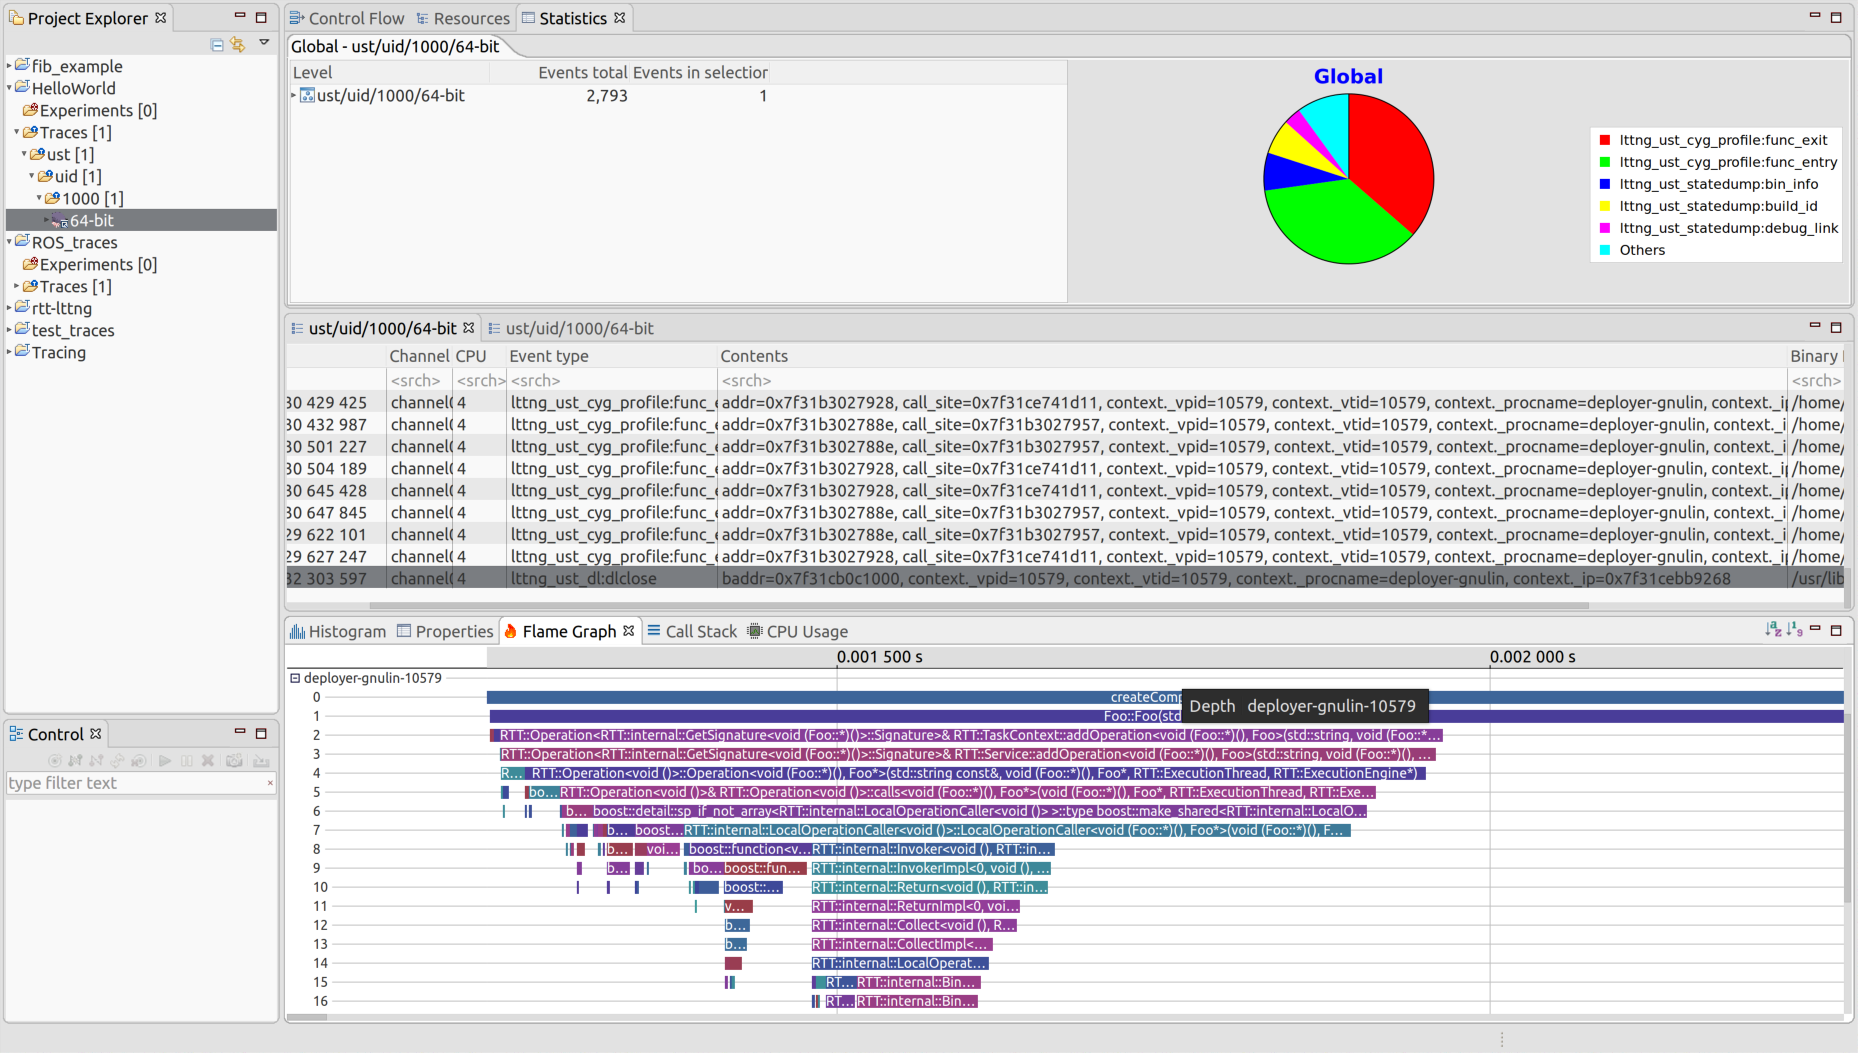 Project Explorer
fib_example
HelloWorld
Experiments [0]
Traces [1]
ust [1]
uid [1]
1000 [1]
64-bit
ROS_traces
Experiments [0]
Traces [1]
rtt-lttng
test_traces
Tracing
Control
type filter text
Control Flow Resources Statistics
Global - ust/uid/1000/64-bit
Level Events total Events in selection
ust/uid/1000/64-bit 2,793 1
Global
lttng_ust_cyg_profile:func_exit
lttng_ust_cyg_profile:func_entry
lttng_ust_statedump:bin_info
lttng_ust_statedump:build_id
lttng_ust_statedump:debug_link
Others
ust/uid/1000/64-bit ust/uid/1000/64-bit
Channel CPU Event type Contents Binary
<srch> <srch> <srch> <srch> <srch>
30 429 425 channel 4 lttng_ust_cyg_profile:func_ addr=0x7f31b3027928, call_site=0x7f31ce741d11, context._vpid=10579, context._vtid=10579, context._procname=deployer-gnulin, context._i /home/
30 432 987 channel 4 lttng_ust_cyg_profile:func_ addr=0x7f31b302788e, call_site=0x7f31b3027957, context._vpid=10579, context._vtid=10579, context._procname=deployer-gnulin, context._i /home/
30 501 227 channel 4 lttng_ust_cyg_profile:func_ addr=0x7f31b302788e, call_site=0x7f31b3027957, context._vpid=10579, context._vtid=10579, context._procname=deployer-gnulin, context._i /home/
30 504 189 channel 4 lttng_ust_cyg_profile:func_ addr=0x7f31b3027928, call_site=0x7f31ce741d11, context._vpid=10579, context._vtid=10579, context._procname=deployer-gnulin, context._i /home/
30 645 428 channel 4 lttng_ust_cyg_profile:func_ addr=0x7f31b3027928, call_site=0x7f31ce741d11, context._vpid=10579, context._vtid=10579, context._procname=deployer-gnulin, context._i /home/
30 647 845 channel 4 lttng_ust_cyg_profile:func_ addr=0x7f31b302788e, call_site=0x7f31b3027957, context._vpid=10579, context._vtid=10579, context._procname=deployer-gnulin, context._i /home/
29 622 101 channel 4 lttng_ust_cyg_profile:func_ addr=0x7f31b302788e, call_site=0x7f31b3027957, context._vpid=10579, context._vtid=10579, context._procname=deployer-gnulin, context._i /home/
29 627 247 channel 4 lttng_ust_cyg_profile:func_ addr=0x7f31b3027928, call_site=0x7f31ce741d11, context._vpid=10579, context._vtid=10579, context._procname=deployer-gnulin, context._i /home/
32 303 597 channel 4 lttng_ust_dl:dlclose baddr=0x7f31cb0c1000, context._vpid=10579, context._vtid=10579, context._procname=deployer-gnulin, context._ip=0x7f31cebb9268 /usr/lib
Histogram Properties Flame Graph Call Stack CPU Usage
0.001 500 s 0.002 000 s
deployer-gnulin-10579
0 createComp
Depth deployer-gnulin-10579
1 Foo::Foo(std
2 RTT::Operation<RTT::internal::GetSignature<void (Foo::*)()>::Signature>& RTT::TaskContext::addOperation<void (Foo::*)(), Foo>(std::string, void (Foo::*...
3 RTT::Operation<RTT::internal::GetSignature<void (Foo::*)()>::Signature>& RTT::Service::addOperation<void (Foo::*)(), Foo>(std::string, void (Foo::*)(), ...
4 R... RTT::Operation<void ()>::Operation<void (Foo::*)(), Foo*>(std::string const&, void (Foo::*)(), Foo*, RTT::ExecutionThread, RTT::ExecutionEngine*)
5 bo... RTT::Operation<void ()>& RTT::Operation<void ()>::calls<void (Foo::*)(), Foo*>(void (Foo::*)(), Foo*, RTT::ExecutionThread, RTT::Exe...
6 b... boost::detail::sp_if_not_array<RTT::internal::LocalOperationCaller<void ()> >::type boost::make_shared<RTT::internal::LocalO...
7 b... boost... RTT::internal::LocalOperationCaller<void ()>::LocalOperationCaller<void (Foo::*)(), Foo*>(void (Foo::*)(), F...
8 b... voi... boost::function<v... RTT::internal::Invoker<void (), RTT::in...
9 b... bo... boost::fun... RTT::internal::InvokerImpl<0, void (), ...
10 boost::... RTT::internal::Return<void (), RTT::in...
11 v... RTT::internal::ReturnImpl<0, voi...
12 b... RTT::internal::Collect<void (), R...
13 b... RTT::internal::CollectImpl<...
14 RTT::internal::LocalOperat...
15 RT... RTT::internal::Bin...
16 RT... RTT::internal::Bin...